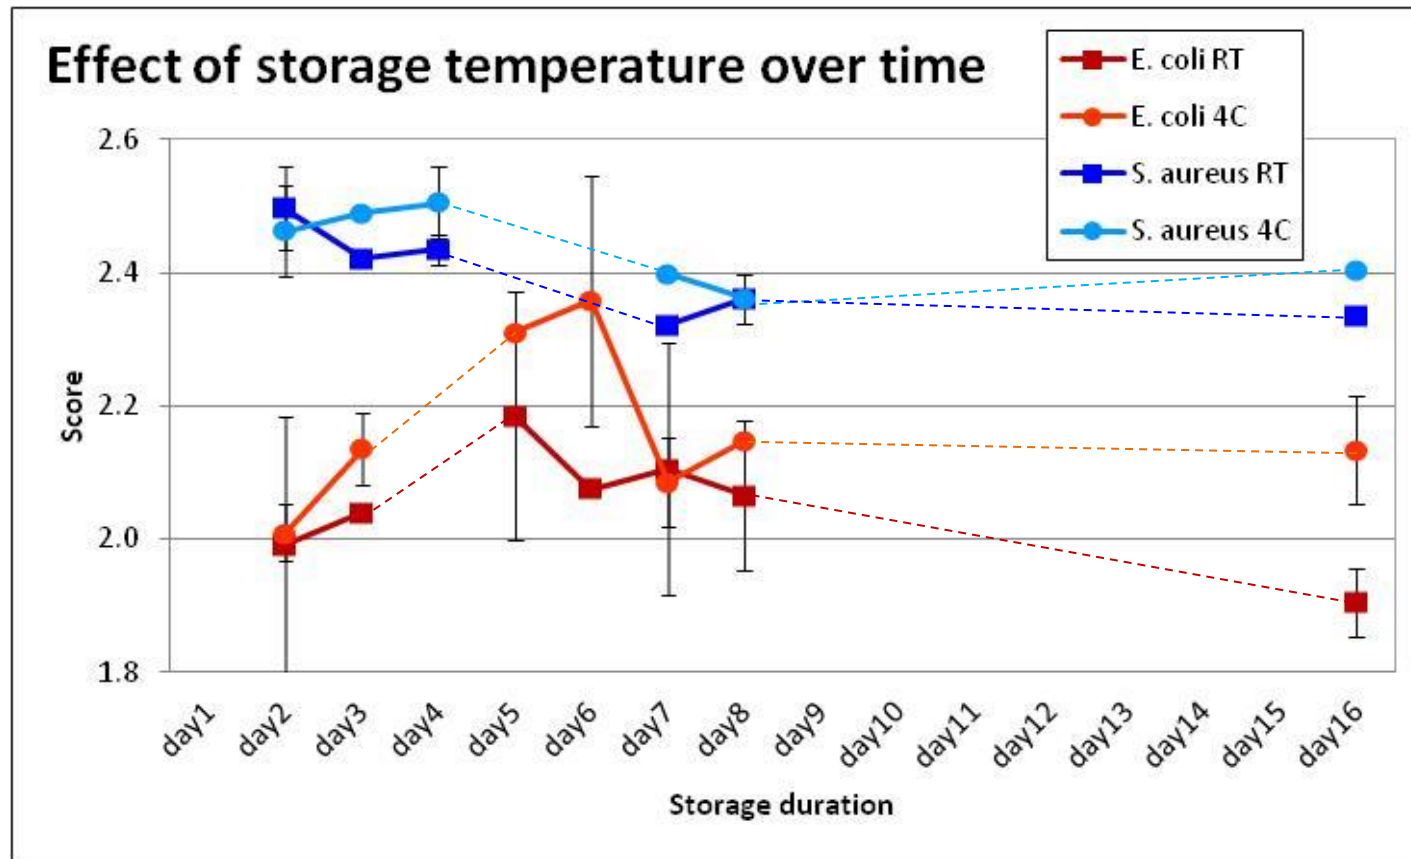 Effect of storage temperature over time
E. coli RT
E. coli 4C
S. aureus RT
S. aureus 4C
2.6
2.4
2.2
2.0
1.8
Score
day1
day2
day3
day4
day5
day6
day7
day8
day9
day10
day11
day12
day13
day14
day15
day16
Storage duration